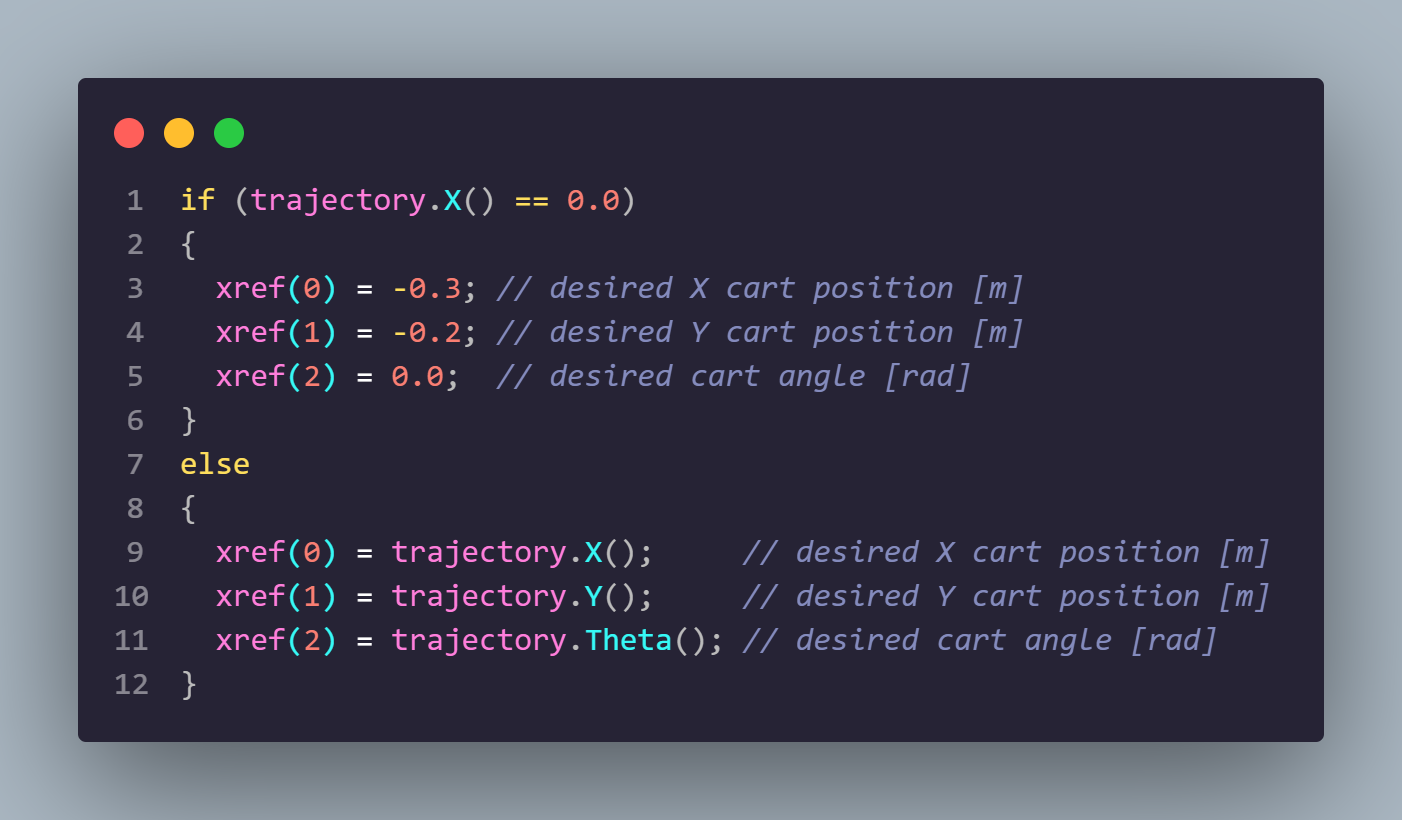 1 if (trajectory.X() == 0.0)
2 {
3   xref(0) = -0.3; // desired X cart position [m]
4   xref(1) = -0.2; // desired Y cart position [m]
5   xref(2) = 0.0;  // desired cart angle [rad]
6 }
7 else
8 {
9   xref(0) = trajectory.X();     // desired X cart position [m]
10   xref(1) = trajectory.Y();     // desired Y cart position [m]
11   xref(2) = trajectory.Theta(); // desired cart angle [rad]
12 }